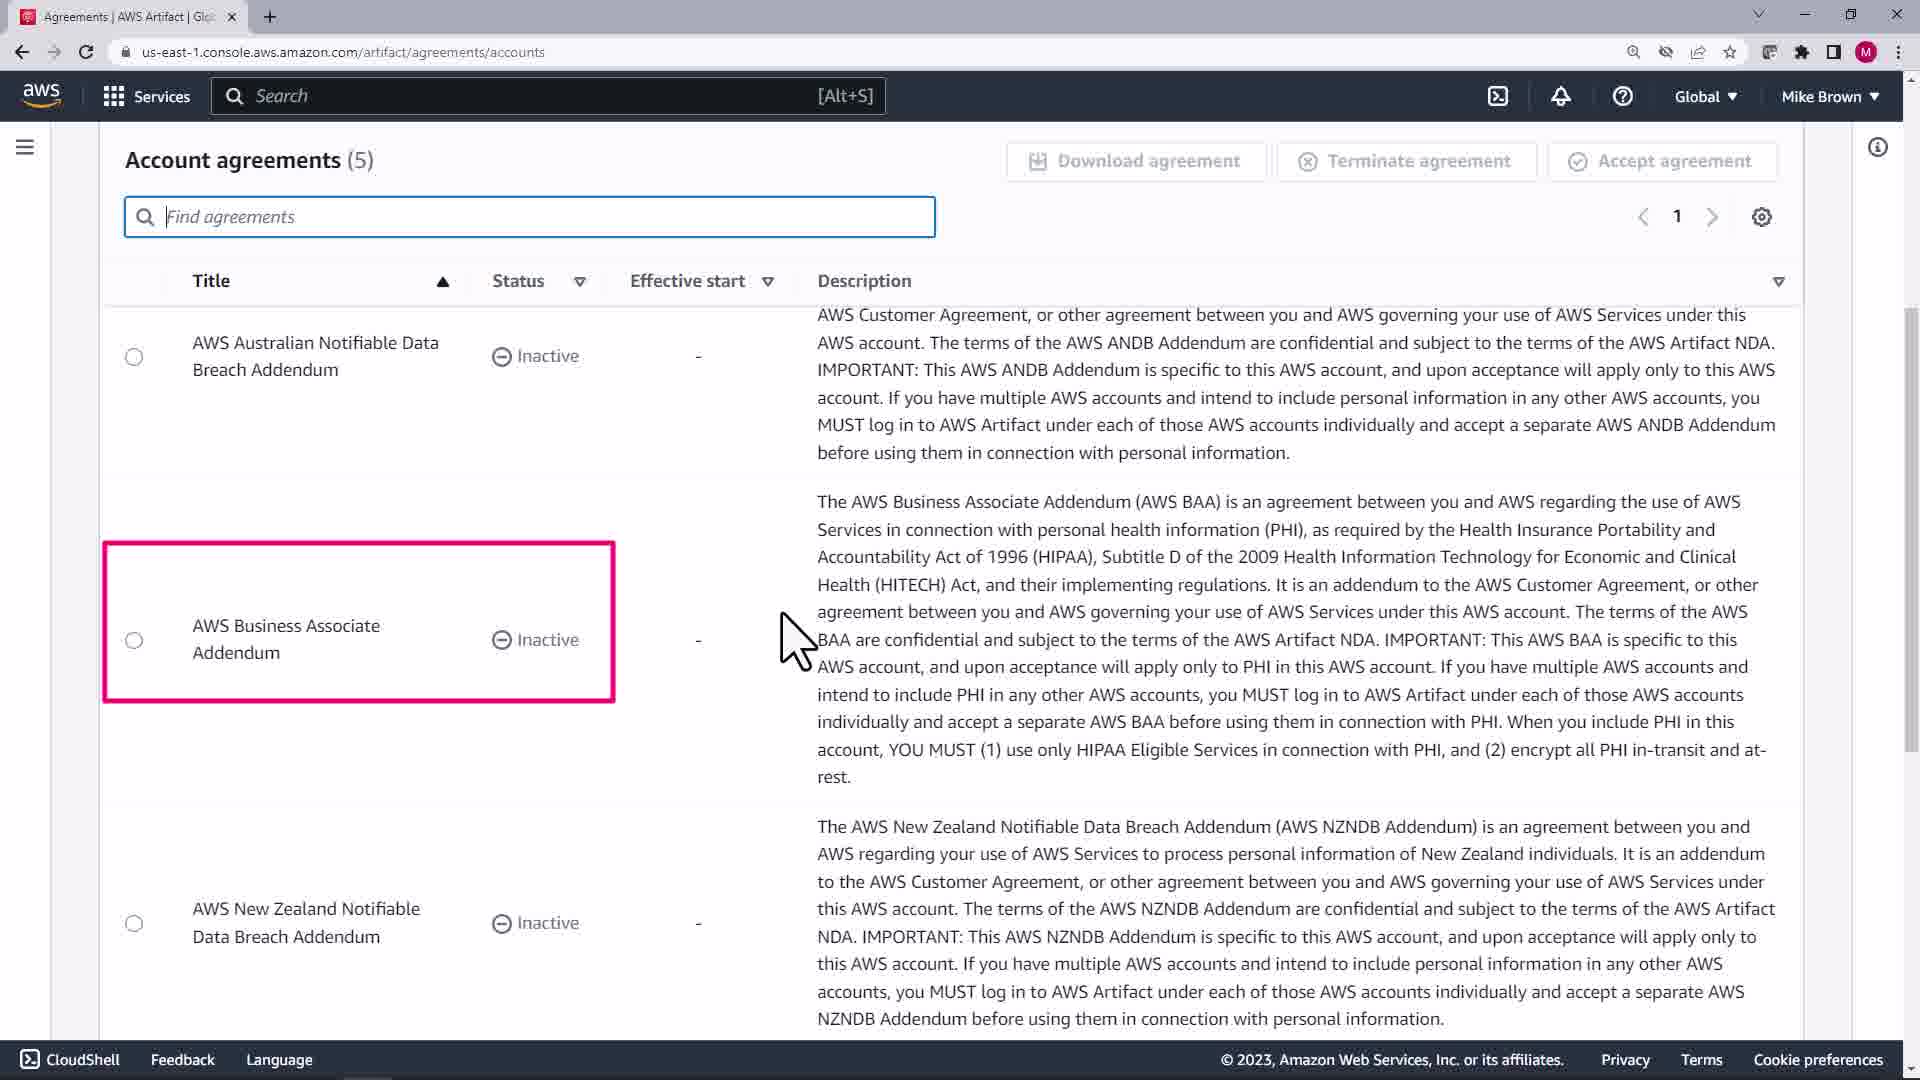 Agreements | AWS Artifact | Glo
us-east-1.console.aws.amazon.com/artifact/agreements/accounts
M
aws
Services
Search
[Alt+S]
Global
Mike Brown
Account agreements (5)
Download agreement
Terminate agreement
Accept agreement
Find agreements
1
Title
Status
Effective start
Description
AWS Australian Notifiable Data
Breach Addendum
Inactive
-
AWS Customer Agreement, or other agreement between you and AWS governing your use of AWS Services under this
AWS account. The terms of the AWS ANDB Addendum are confidential and subject to the terms of the AWS Artifact NDA.
IMPORTANT: This AWS ANDB Addendum is specific to this AWS account, and upon acceptance will apply only to this AWS
account. If you have multiple AWS accounts and intend to include personal information in any other AWS accounts, you
MUST log in to AWS Artifact under each of those AWS accounts individually and accept a separate AWS ANDB Addendum
before using them in connection with personal information.
AWS Business Associate
Addendum
Inactive
-
The AWS Business Associate Addendum (AWS BAA) is an agreement between you and AWS regarding the use of AWS
Services in connection with personal health information (PHI), as required by the Health Insurance Portability and
Accountability Act of 1996 (HIPAA), Subtitle D of the 2009 Health Information Technology for Economic and Clinical
Health (HITECH) Act, and their implementing regulations. It is an addendum to the AWS Customer Agreement, or other
agreement between you and AWS governing your use of AWS Services under this AWS account. The terms of the AWS
BAA are confidential and subject to the terms of the AWS Artifact NDA. IMPORTANT: This AWS BAA is specific to this
AWS account, and upon acceptance will apply only to PHI in this AWS account. If you have multiple AWS accounts and
intend to include PHI in any other AWS accounts, you MUST log in to AWS Artifact under each of those AWS accounts
individually and accept a separate AWS BAA before using them in connection with PHI. When you include PHI in this
account, YOU MUST (1) use only HIPAA Eligible Services in connection with PHI, and (2) encrypt all PHI in-transit and at-
rest.
AWS New Zealand Notifiable
Data Breach Addendum
Inactive
-
The AWS New Zealand Notifiable Data Breach Addendum (AWS NZNDB Addendum) is an agreement between you and
AWS regarding your use of AWS Services to process personal information of New Zealand individuals. It is an addendum
to the AWS Customer Agreement, or other agreement between you and AWS governing your use of AWS Services under
this AWS account. The terms of the AWS NZNDB Addendum are confidential and subject to the terms of the AWS Artifact
NDA. IMPORTANT: This AWS NZNDB Addendum is specific to this AWS account, and upon acceptance will apply only to
this AWS account. If you have multiple AWS accounts and intend to include personal information in any other AWS
accounts, you MUST log in to AWS Artifact under each of those AWS accounts individually and accept a separate AWS
NZNDB Addendum before using them in connection with personal information.
CloudShell
Feedback
Language
© 2023, Amazon Web Services, Inc. or its affiliates.
Privacy
Terms
Cookie preferences